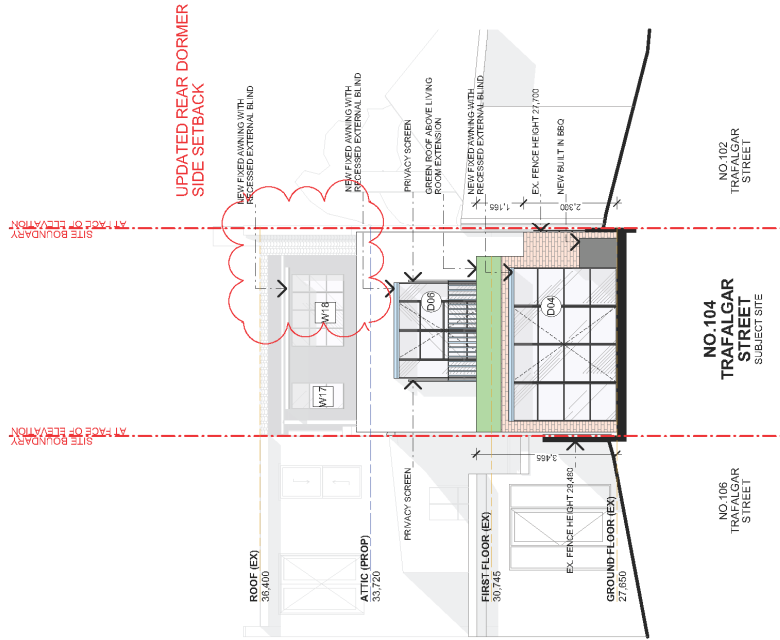 UPDATED REAR DORMER
SIDE SETBACK
NEW FIXED AWNING WITH
RECESSED EXTERNAL BLIND
NEW FIXED AWNING WITH
RECESSED EXTERNAL BLIND
PRIVACY SCREEN
GREEN ROOF ABOVE LIVING
ROOM EXTENSION
NEW FIXED AWNING WITH
RECESSED EXTERNAL BLIND
EX. FENCE HEIGHT 27,700
NEW BUILT IN BBQ
1,165
2,300
NO.102
TRAFALGAR
STREET
SITE BOUNDARY
AT FACE OF ELEVATION
W18
W17
D06
D04
NO.104
TRAFALGAR
STREET
SUBJECT SITE
SITE BOUNDARY
AT FACE OF ELEVATION
PRIVACY SCREEN
3,465
EX. FENCE HEIGHT 29,480
NO.106
TRAFALGAR
STREET
ROOF (EX)
36,400
ATTIC (PROP)
33,720
FIRST FLOOR (EX)
30,745
GROUND FLOOR (EX)
27,650